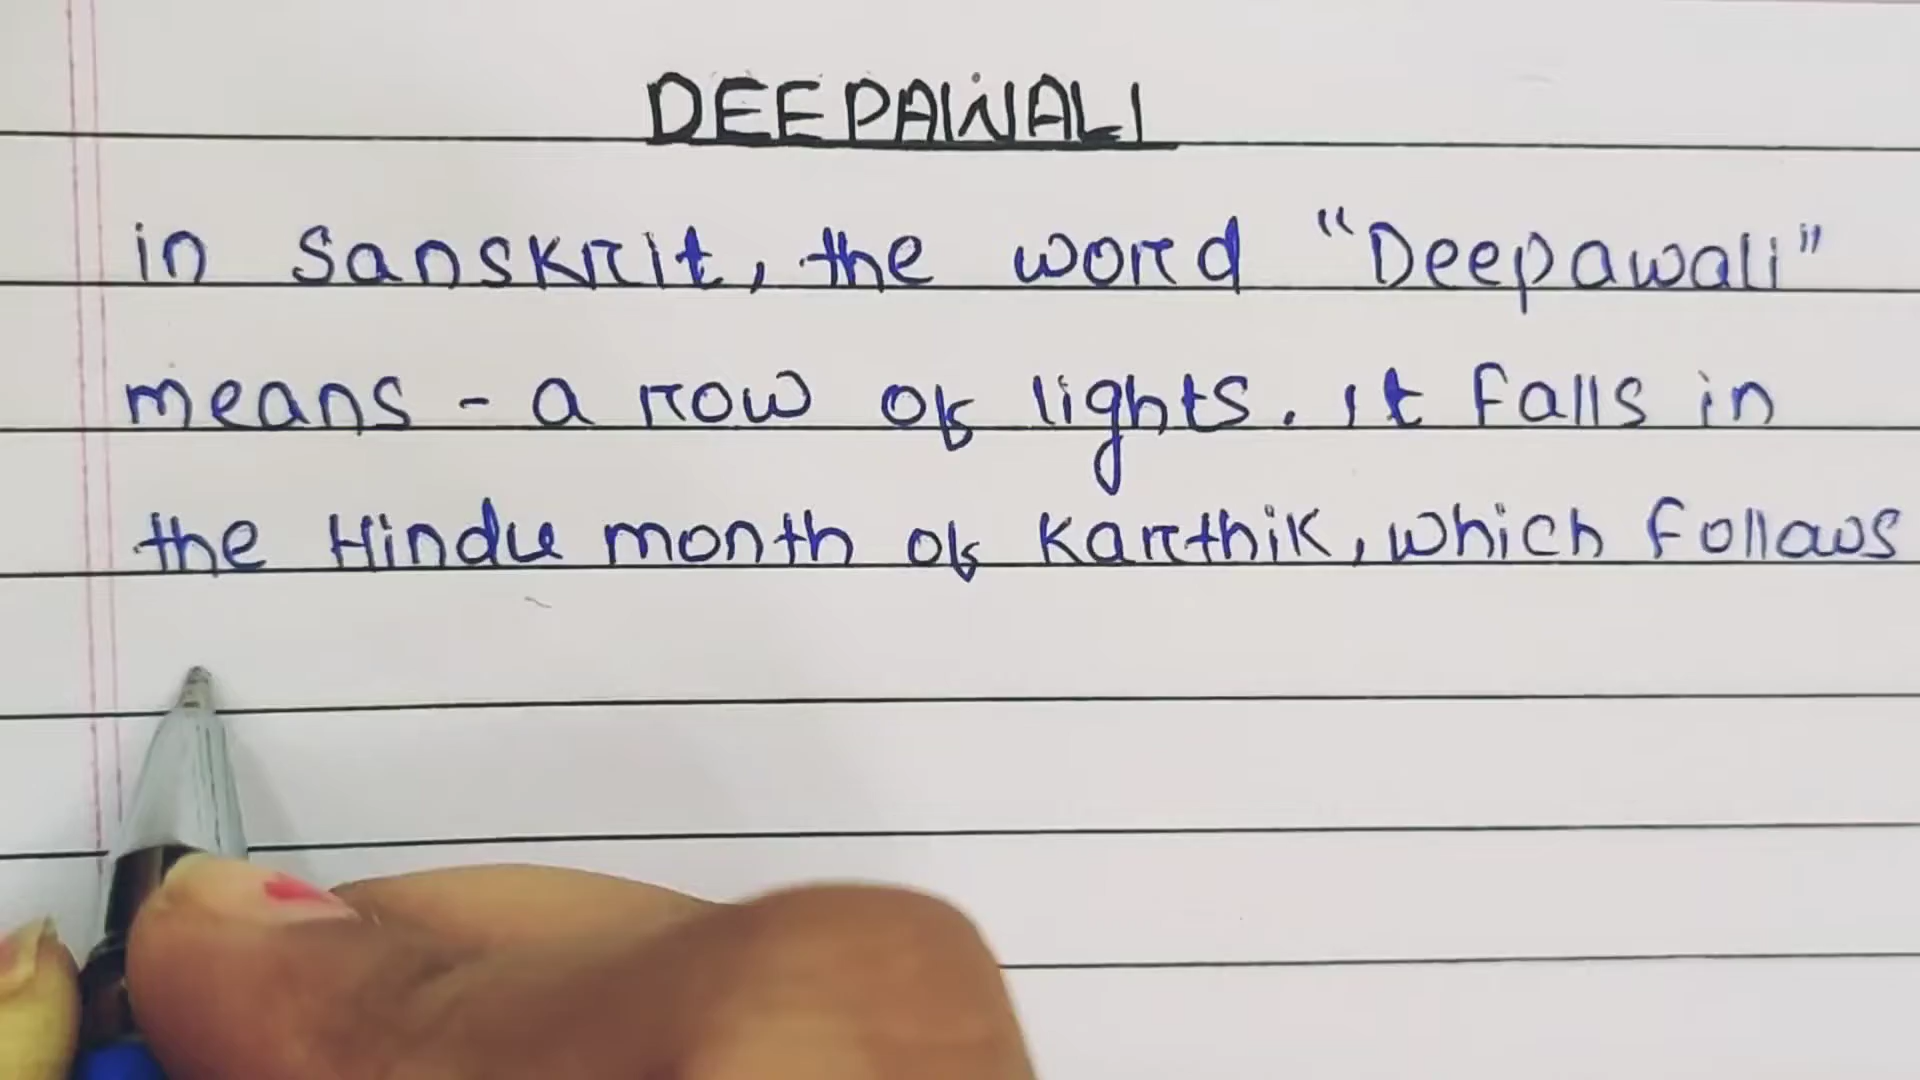 DEEPAWALI
in Sanskrit, the word "Deepawali"
means - a row of lights. It falls in
the Hindu month of Karthik, which follows